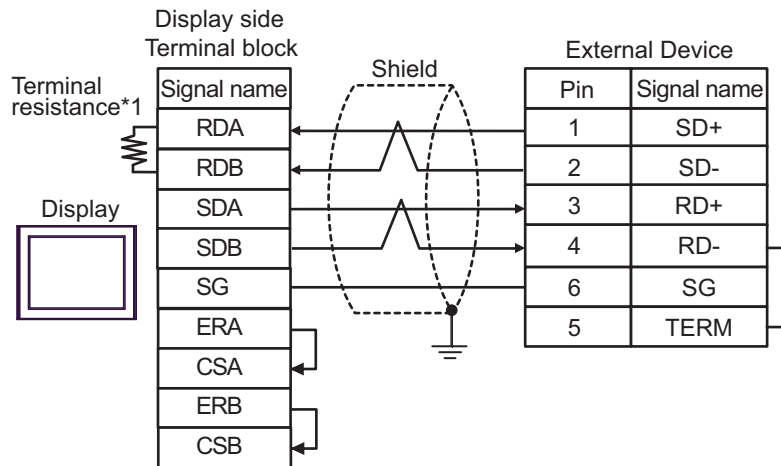 Display side
Terminal block
External Device
Shield
Terminal
resistance*1
Display
Signal name
RDA
RDB
SDA
SDB
SG
ERA
CSA
ERB
CSB
Pin Signal name
1 SD+
2 SD-
3 RD+
4 RD-
6 SG
5 TERM